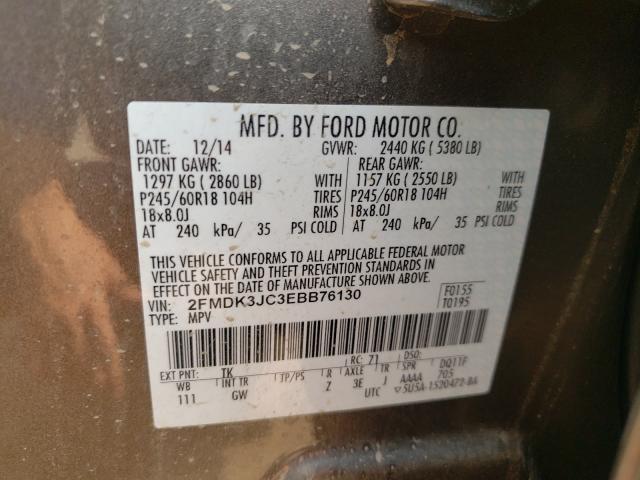 MFD. BY FORD MOTOR CO.
DATE: 12/14 GVWR: 2440 KG ( 5380 LB)
FRONT GAWR: REAR GAWR:
1297 KG ( 2860 LB) WITH 1157 KG ( 2550 LB) WITH
P245/60R18 104H TIRES P245/60R18 104H TIRES
18x8.0J RIMS 18x8.0J RIMS
AT 240 kPa/ 35 PSI COLD AT 240 kPa/ 35 PSI COLD
THIS VEHICLE CONFORMS TO ALL APPLICABLE FEDERAL MOTOR
VEHICLE SAFETY AND THEFT PREVENTION STANDARDS IN
EFFECT ON THE DATE OF MANUFACTURE SHOWN ABOVE.
VIN: 2FMDK3JC3EBB76130 F0155
TYPE: MPV T0195
EXT PNT: TK RC: 71 DSO:
WB INT TR TP/PS R AXLE TR SPR DQ11F
111 GW Z 3E J AAAA 705
UTC 5U5A-1520472-BA